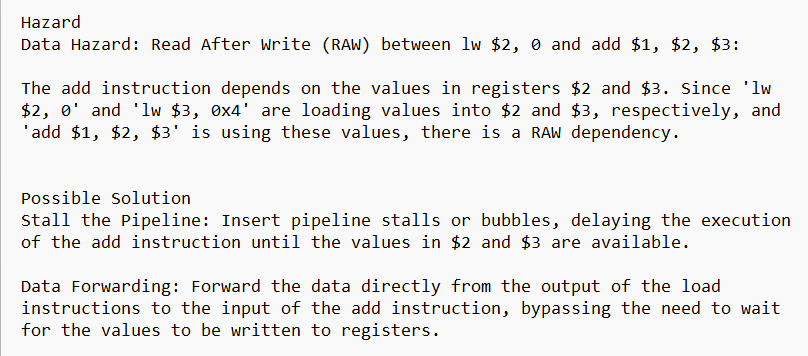 Hazard
Data Hazard: Read After Write (RAW) between lw $2, 0 and add $1, $2, $3:
The add instruction depends on the values in registers $2 and $3. Since 'lw
$2, 0' and 'lw $3, 0x4' are loading values into $2 and $3, respectively, and
'add $1, $2, $3' is using these values, there is a RAW dependency.
Possible Solution
Stall the Pipeline: Insert pipeline stalls or bubbles, delaying the execution
of the add instruction until the values in $2 and $3 are available.
Data Forwarding: Forward the data directly from the output of the load
instructions to the input of the add instruction, bypassing the need to wait
for the values to be written to registers.